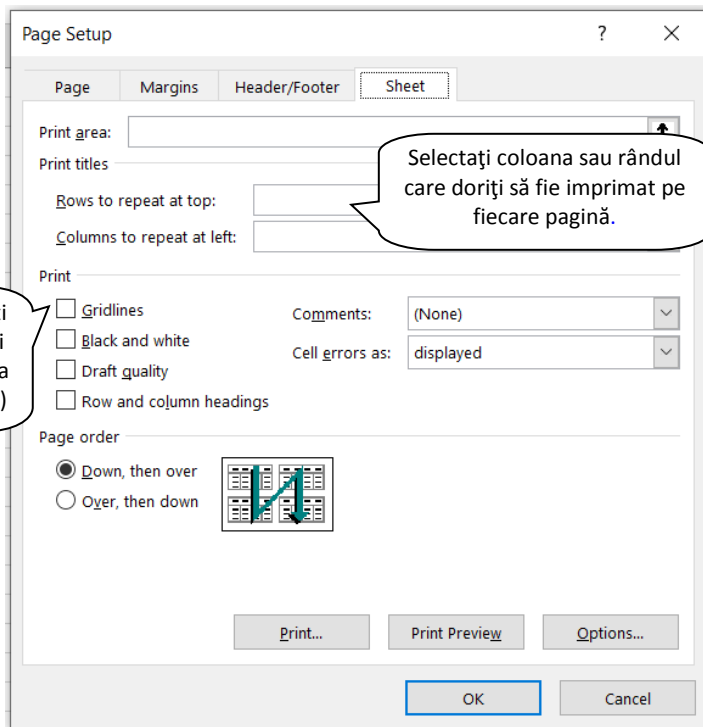 Page Setup
Page Margins Header/Footer Sheet
Print area:
Print titles
Selectaţi coloana sau rândul
care doriţi să fie imprimat pe
fiecare pagină.
Rows to repeat at top:
Columns to repeat at left:
Print
Gridlines
Black and white
Draft quality
Row and column headings
Comments: (None)
Cell errors as: displayed
Page order
Down, then over
Over, then down
Print... Print Preview Options...
OK Cancel